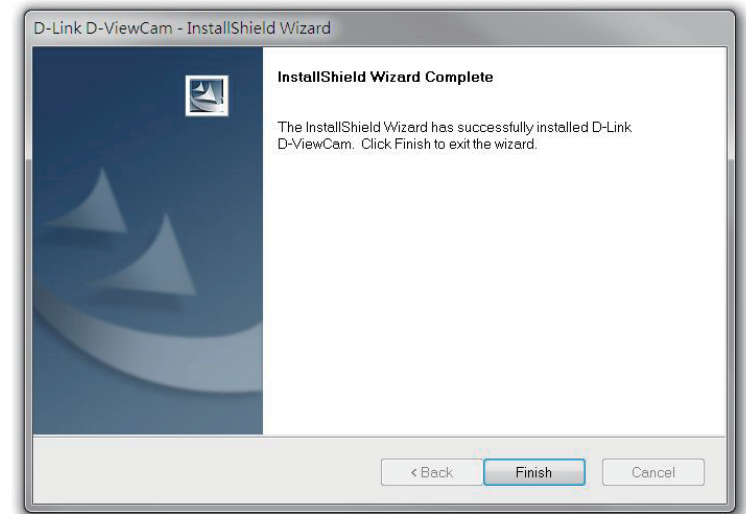 D-Link D-ViewCam - InstallShield Wizard
InstallShield Wizard Complete
The InstallShield Wizard has successfully installed D-Link
D-ViewCam. Click Finish to exit the wizard.
< Back
Finish
Cancel